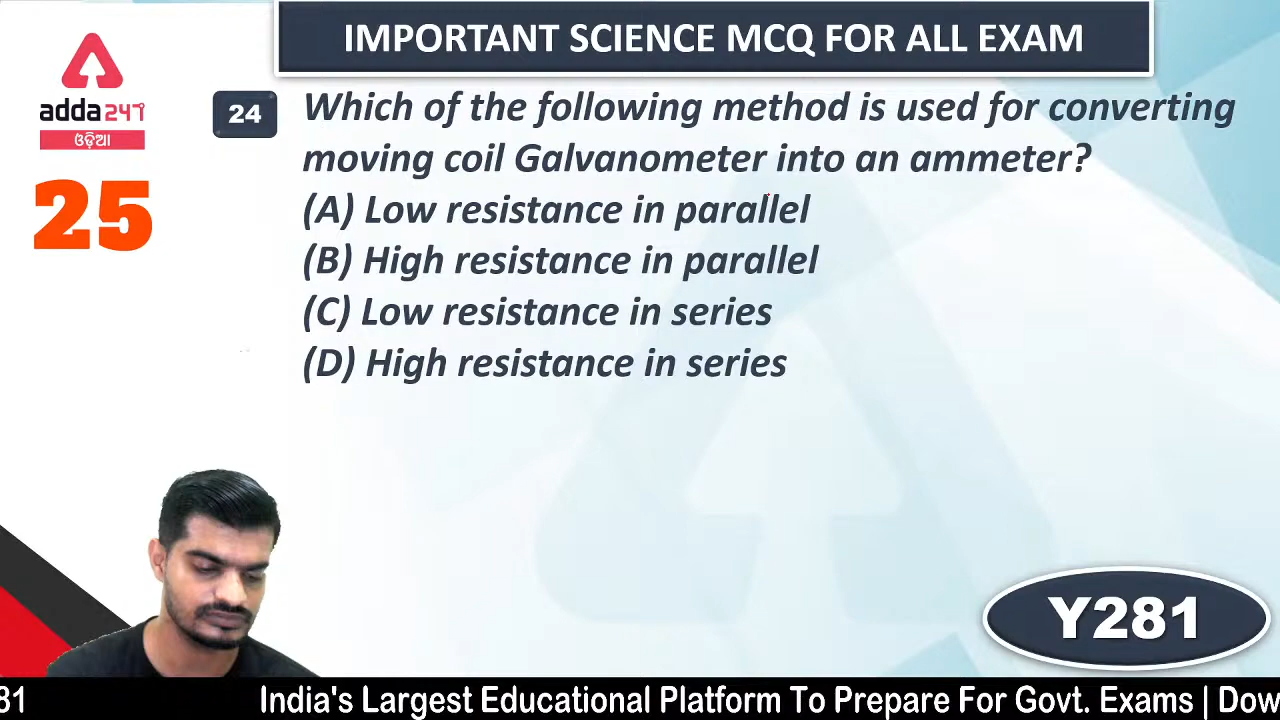 IMPORTANT SCIENCE MCQ FOR ALL EXAM
adda247
ଓଡ଼ିଆ
25
24
Which of the following method is used for converting
moving coil Galvanometer into an ammeter?
(A) Low resistance in parallel
(B) High resistance in parallel
(C) Low resistance in series
(D) High resistance in series
Y281
81 India's Largest Educational Platform To Prepare For Govt. Exams | Dow